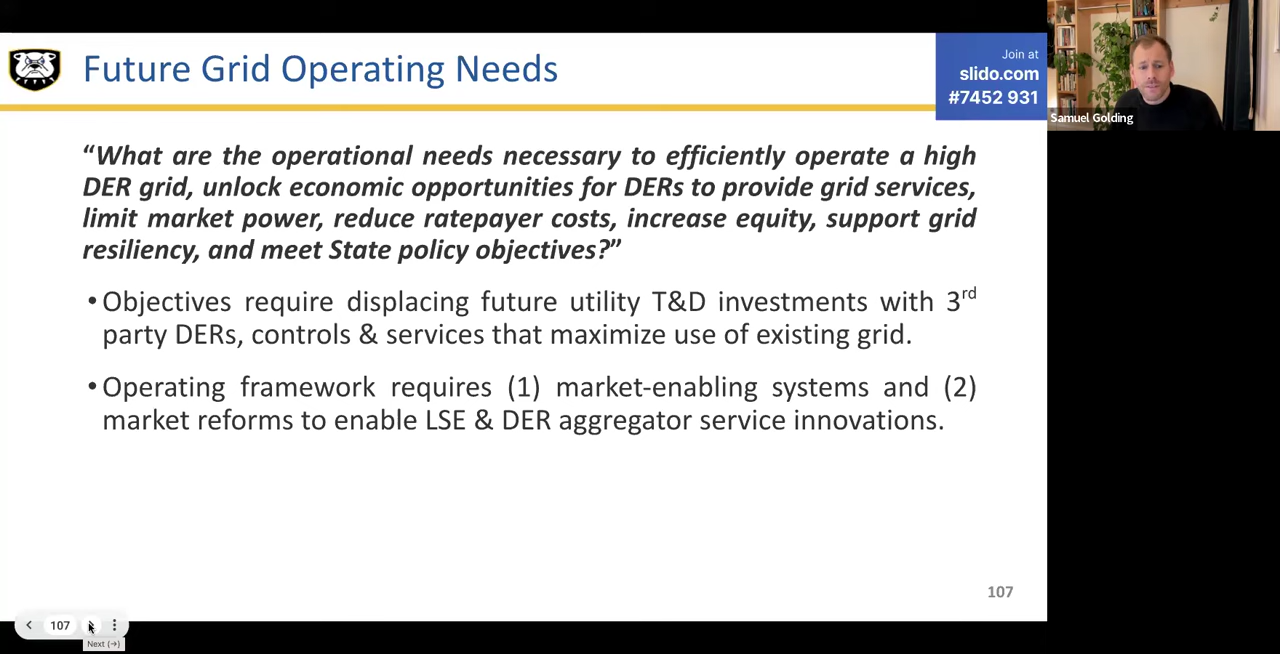 Future Grid Operating Needs
Join at
slido.com
#7452 931
Samuel Golding
“What are the operational needs necessary to efficiently operate a high
DER grid, unlock economic opportunities for DERs to provide grid services,
limit market power, reduce ratepayer costs, increase equity, support grid
resiliency, and meet State policy objectives?”
•Objectives require displacing future utility T&D investments with 3rd
party DERs, controls & services that maximize use of existing grid.
•Operating framework requires (1) market-enabling systems and (2)
market reforms to enable LSE & DER aggregator service innovations.
107
107
Next (→)